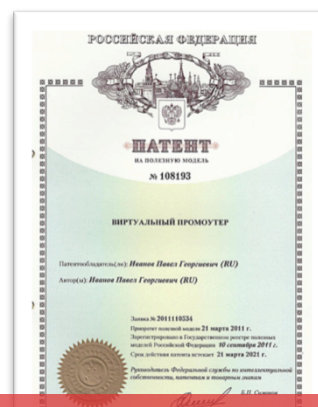 РОССИЙСКАЯ ФЕДЕРАЦИЯ
ПАТЕНТ
НА ПОЛЕЗНУЮ МОДЕЛЬ
№ 108193
ВИРТУАЛЬНЫЙ ПРОМОУТЕР
Патентообладатель(ли): Иванов Павел Георгиевич (RU)
Автор(ы): Иванов Павел Георгиевич (RU)
Заявка № 2011110534
Приоритет полезной модели 21 марта 2011 г.
Зарегистрировано в Государственном реестре полезных
моделей Российской Федерации 10 сентября 2011 г.
Срок действия патента истекает 21 марта 2021 г.
Руководитель Федеральной службы по интеллектуальной
собственности, патентам и товарным знакам
Б.П. Симонов